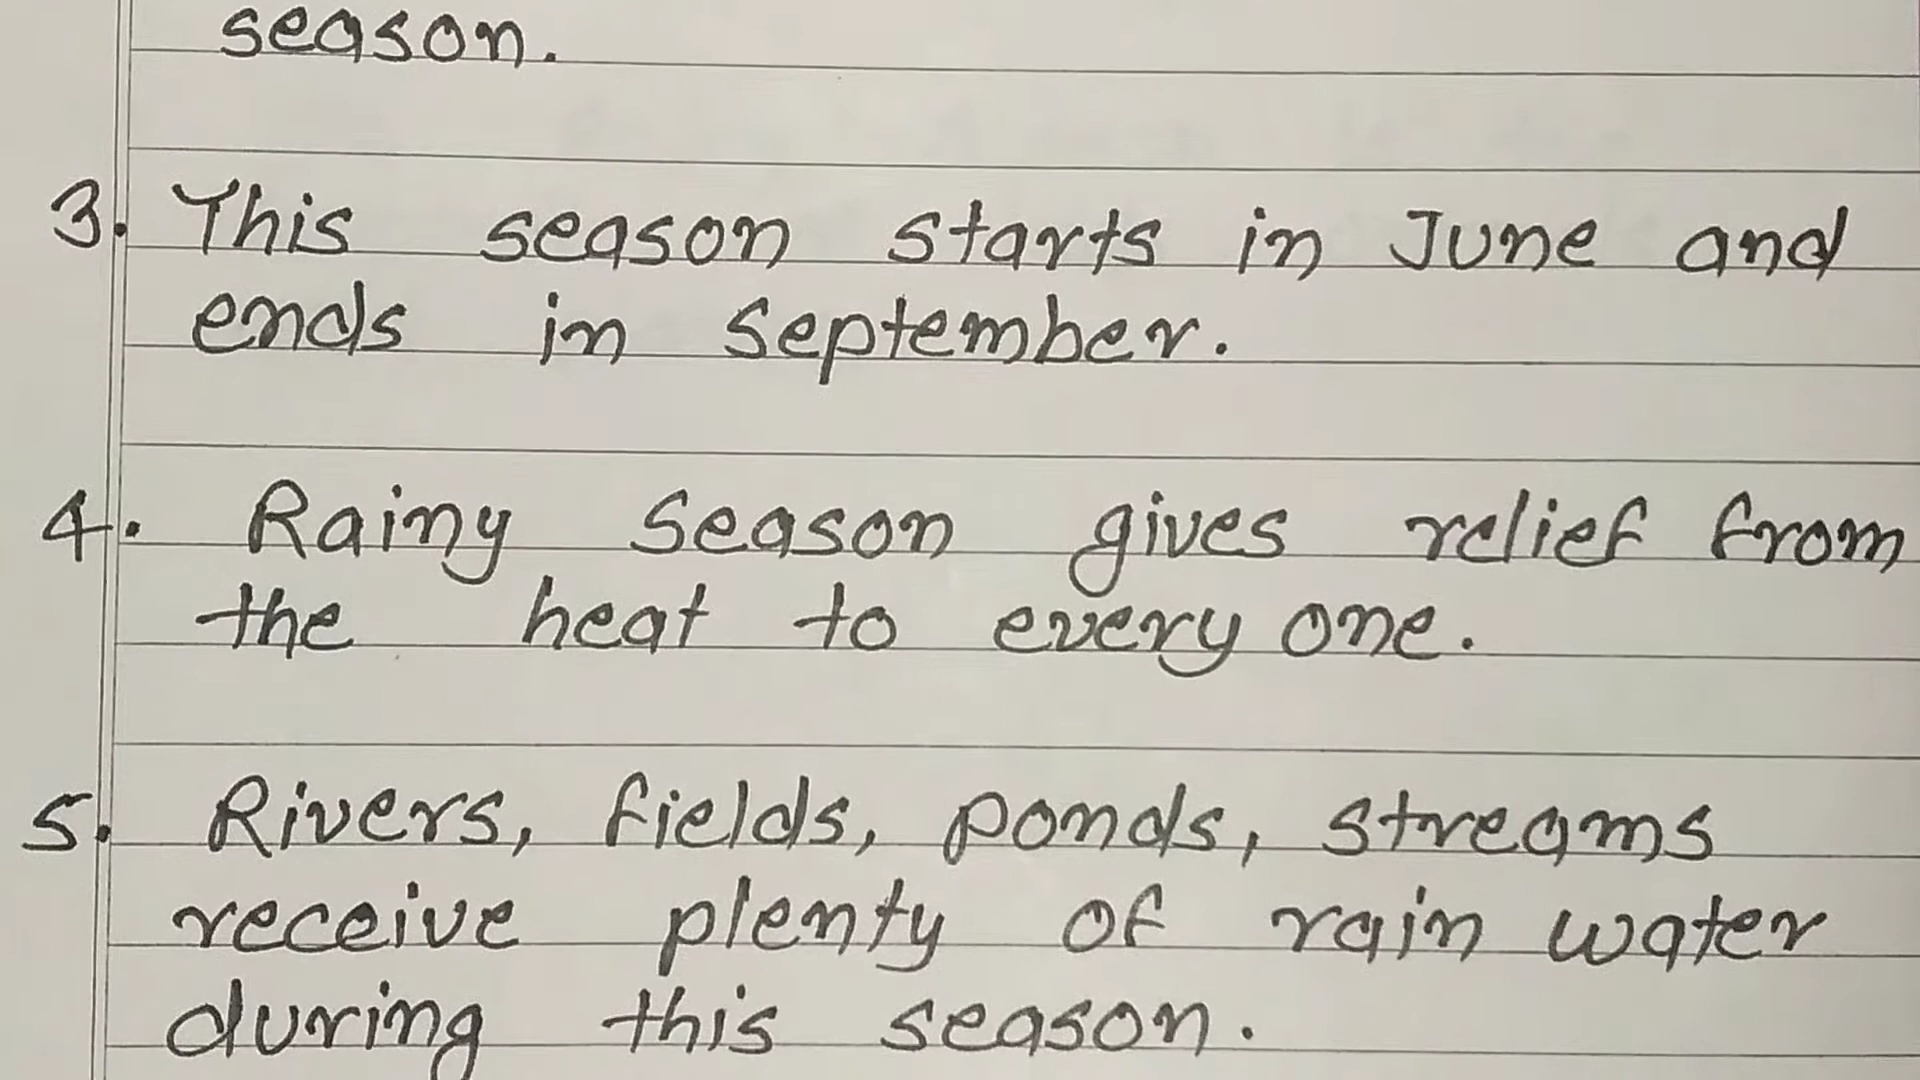 season.
3. This season starts in June and
ends in september.
4. Rainy season gives relief from
the heat to every one.
5. Rivers, fields, ponds, streams
receive plenty of rain water
during this season.